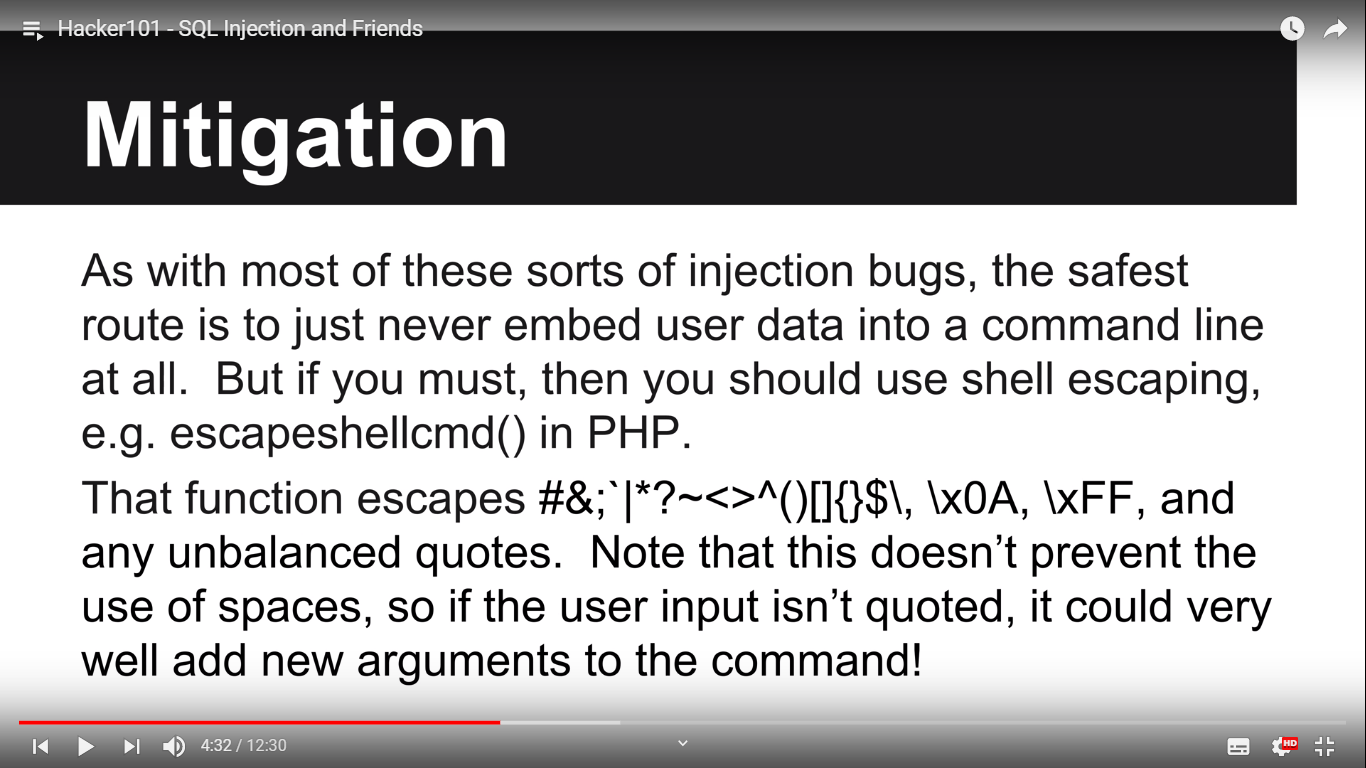 Hacker101 - SQL Injection and Friends
Mitigation
As with most of these sorts of injection bugs, the safest
route is to just never embed user data into a command line
at all.  But if you must, then you should use shell escaping,
e.g. escapeshellcmd() in PHP.
That function escapes #&;`|*?~<>^()[]{}$\, \x0A, \xFF, and
any unbalanced quotes.  Note that this doesn’t prevent the
use of spaces, so if the user input isn’t quoted, it could very
well add new arguments to the command!
4:32 / 12:30
HD